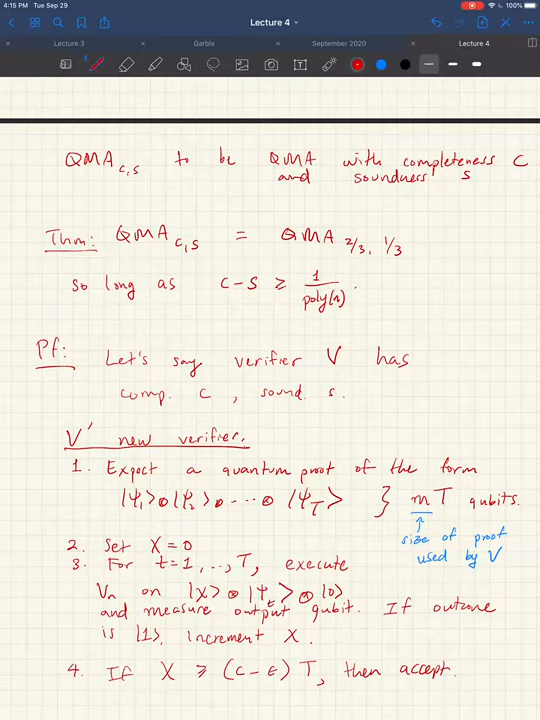 4:15 PM Tue Sep 29
100%
Lecture 4
Lecture 3
Garble
September 2020
Lecture 4
QMA c,s to be QMA with completeness c
and soundness s
Thm: QMA c,s = QMA 2/3, 1/3
so long as c - s ≥ 1/poly(n).
Pf: Let's say verifier V has
comp. c, sound. s.
V' new verifier.
1. Expect a quantum proof of the form
|ψ1> ⊗ |ψ2> ⊗ ··· ⊗ |ψT> } mT qubits.
size of proof
used by V
2. Set X = 0
3. For t = 1, .., T, execute
Vn on |x> ⊗ |ψt> ⊗ |0>
and measure output qubit. If outcome
is |1>, increment X.
4. If X ≥ (c - ε) T, then accept.